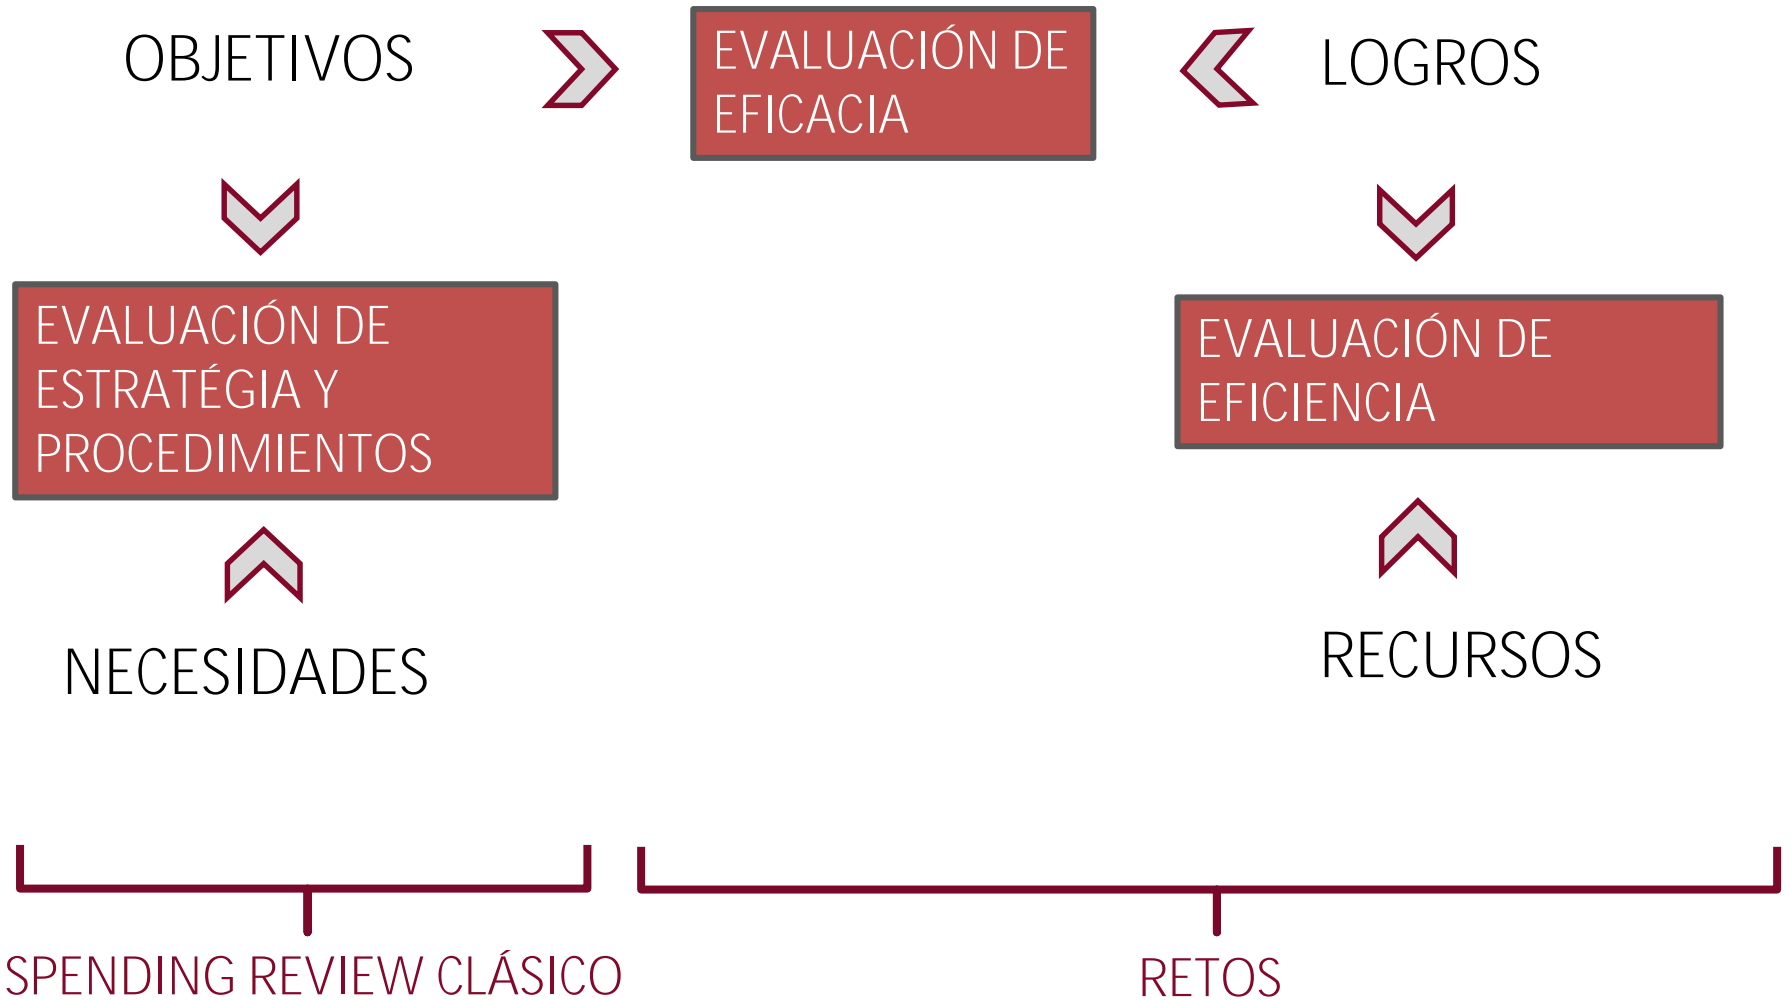 OBJETIVOS
EVALUACIÓN DE
EFICACIA
LOGROS
EVALUACIÓN DE
ESTRATÉGIA Y
PROCEDIMIENTOS
EVALUACIÓN DE
EFICIENCIA
NECESIDADES
RECURSOS
SPENDING REVIEW CLÁSICO
RETOS